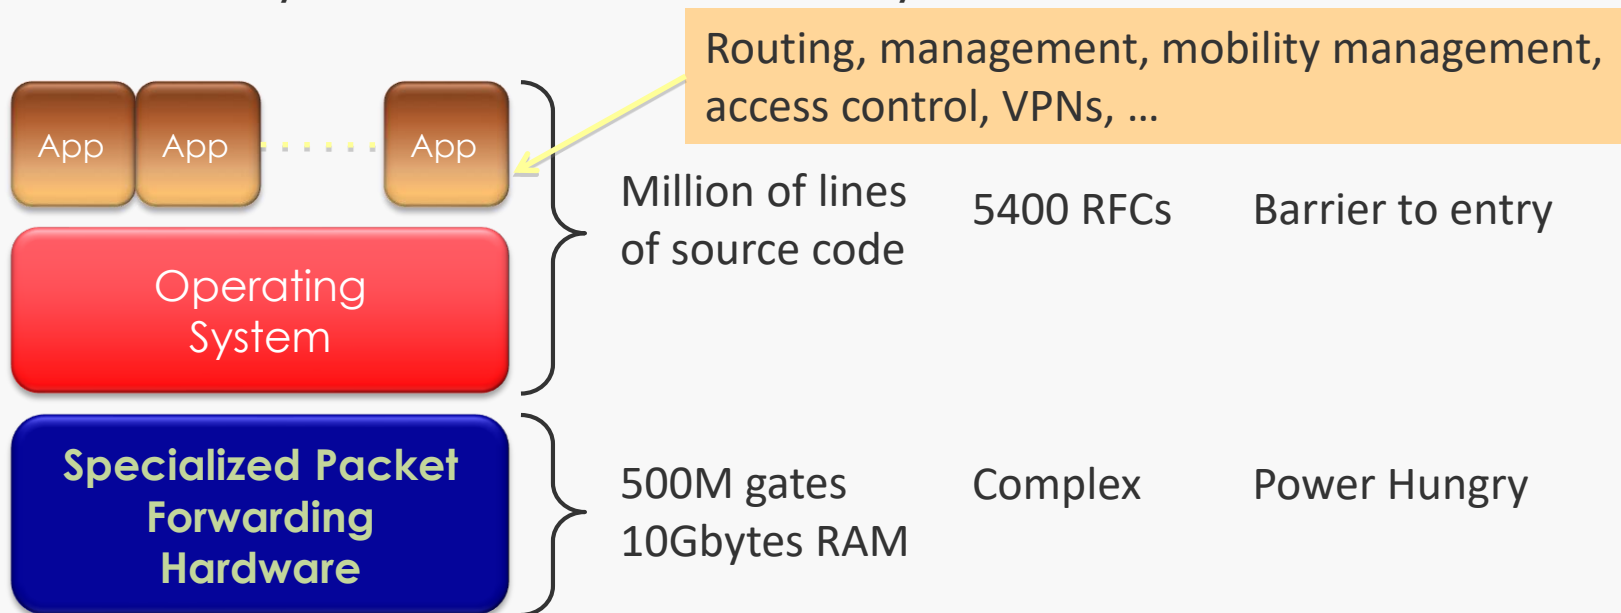 Routing, management, mobility management,
access control, VPNs, ...
App
App
App
Million of lines
of source code
5400 RFCs
Barrier to entry
Operating
System
Specialized Packet
Forwarding
Hardware
500M gates
10Gbytes RAM
Complex
Power Hungry